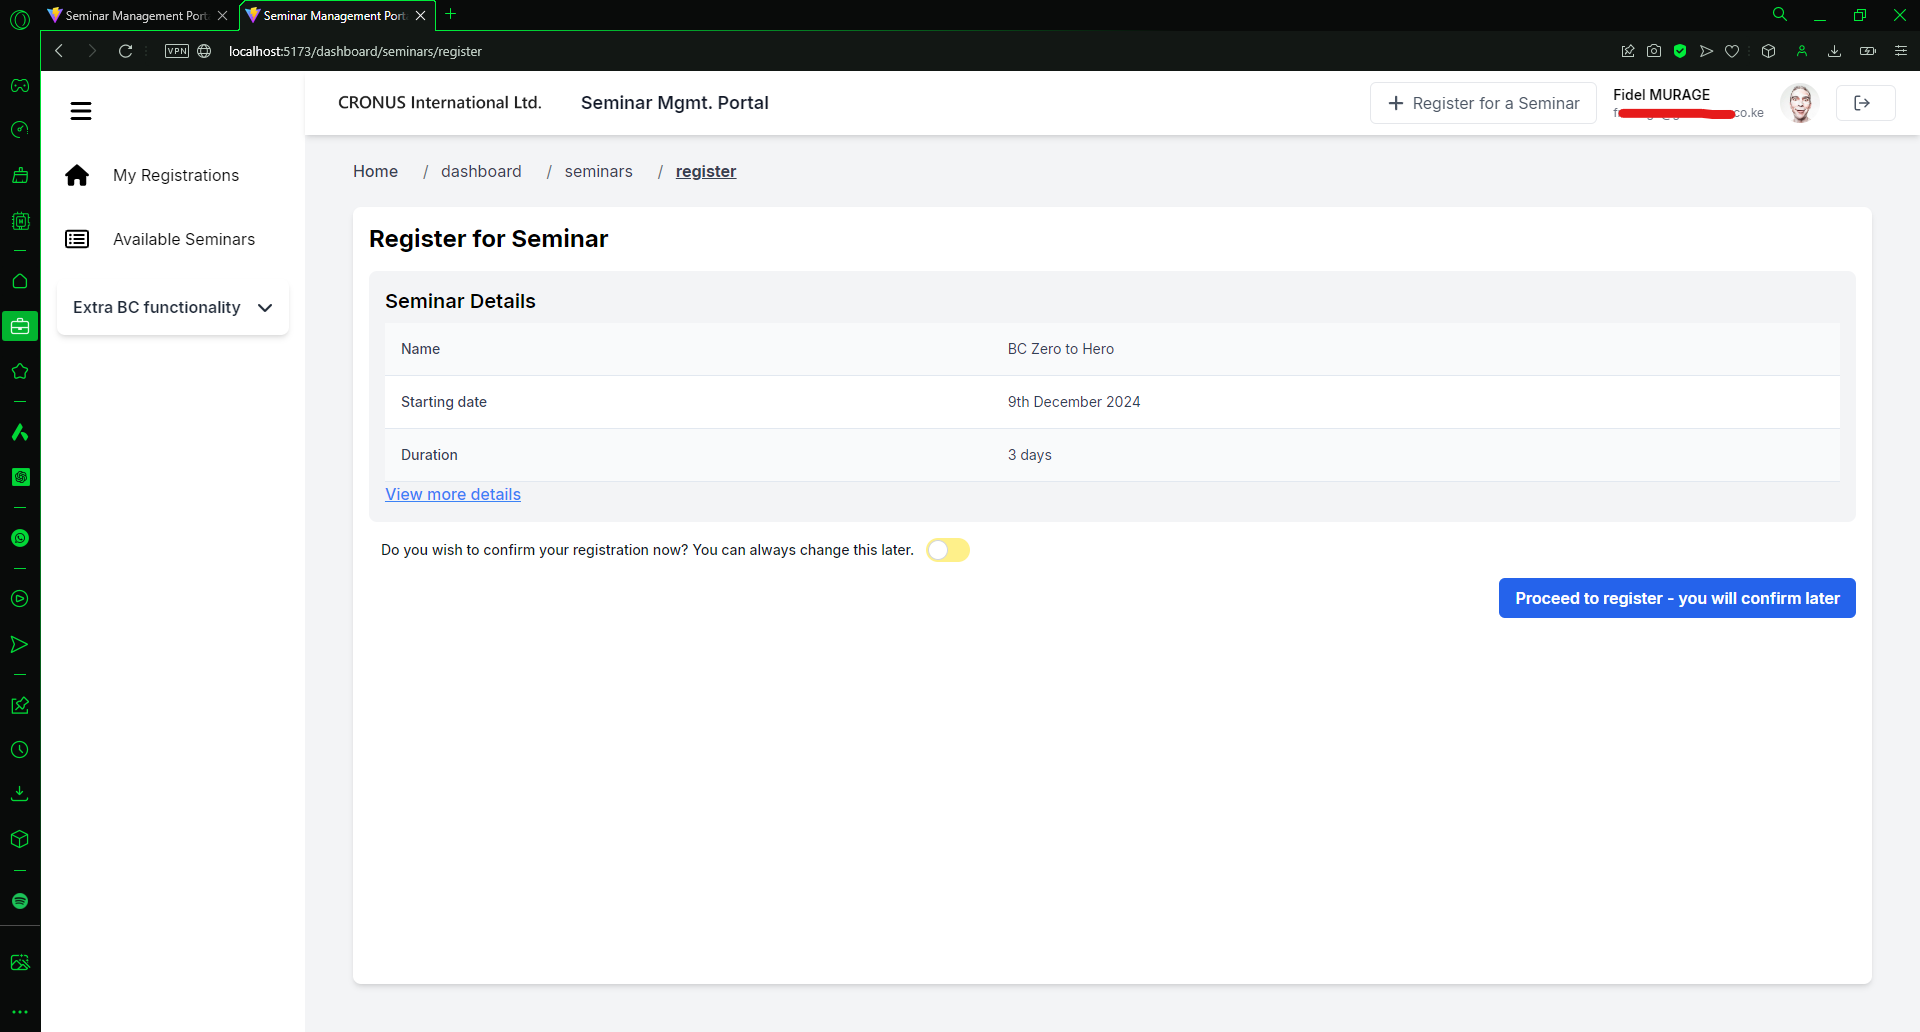 Seminar Management Port
Seminar Management Port
VPN
localhost:5173/dashboard/seminars/register
CRONUS International Ltd.
Seminar Mgmt. Portal
Register for a Seminar
Fidel MURAGE
co.ke
My Registrations
Available Seminars
Extra BC functionality
Home / dashboard / seminars / register
Register for Seminar
Seminar Details
Name BC Zero to Hero
Starting date 9th December 2024
Duration 3 days
View more details
Do you wish to confirm your registration now? You can always change this later.
Proceed to register - you will confirm later